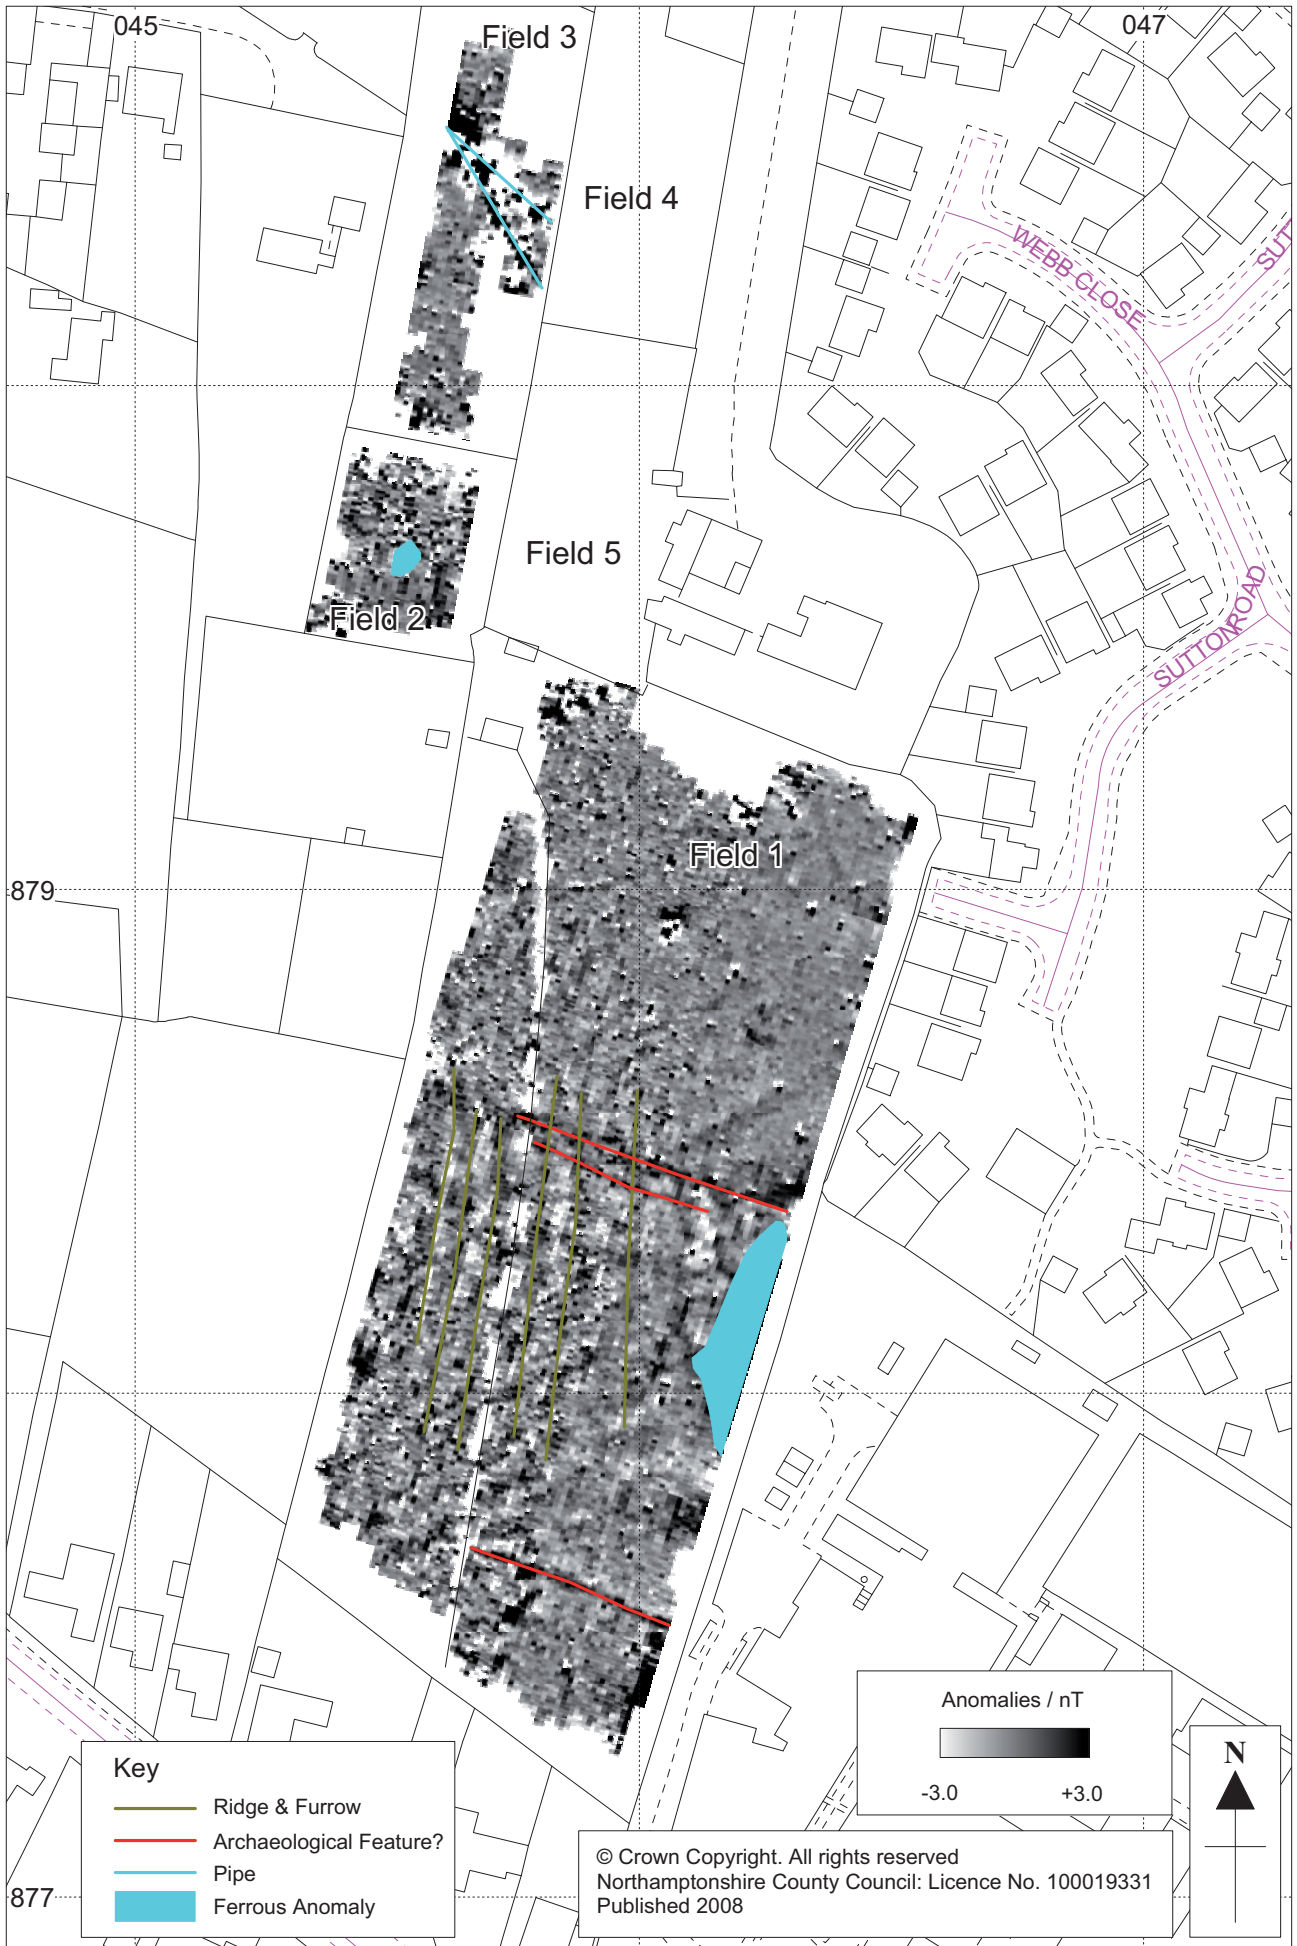 045
047
Field 3
Field 4
WEBB CLOSE
SUTT
Field 5
Field 2
SUTTON ROAD
Field 1
879
Anomalies / nT
-3.0
+3.0
N
Key
Ridge & Furrow
Archaeological Feature?
Pipe
Ferrous Anomaly
© Crown Copyright. All rights reserved
Northamptonshire County Council: Licence No. 100019331
Published 2008
877